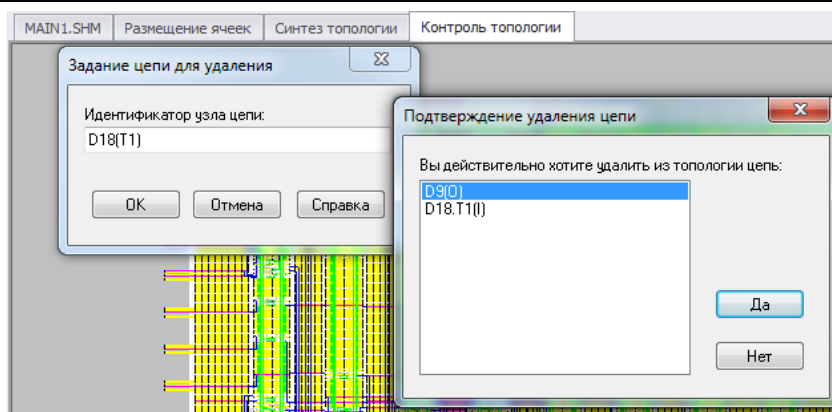 MAIN1.SHM Размещение ячеек Синтез топологии Контроль топологии
Задание цепи для удаления
Идентификатор узла цепи:
D18(T1)
ОК Отмена Справка
Подтверждение удаления цепи
Вы действительно хотите удалить из топологии цепь:
D9(O)
D18.T1(I)
Да
Нет